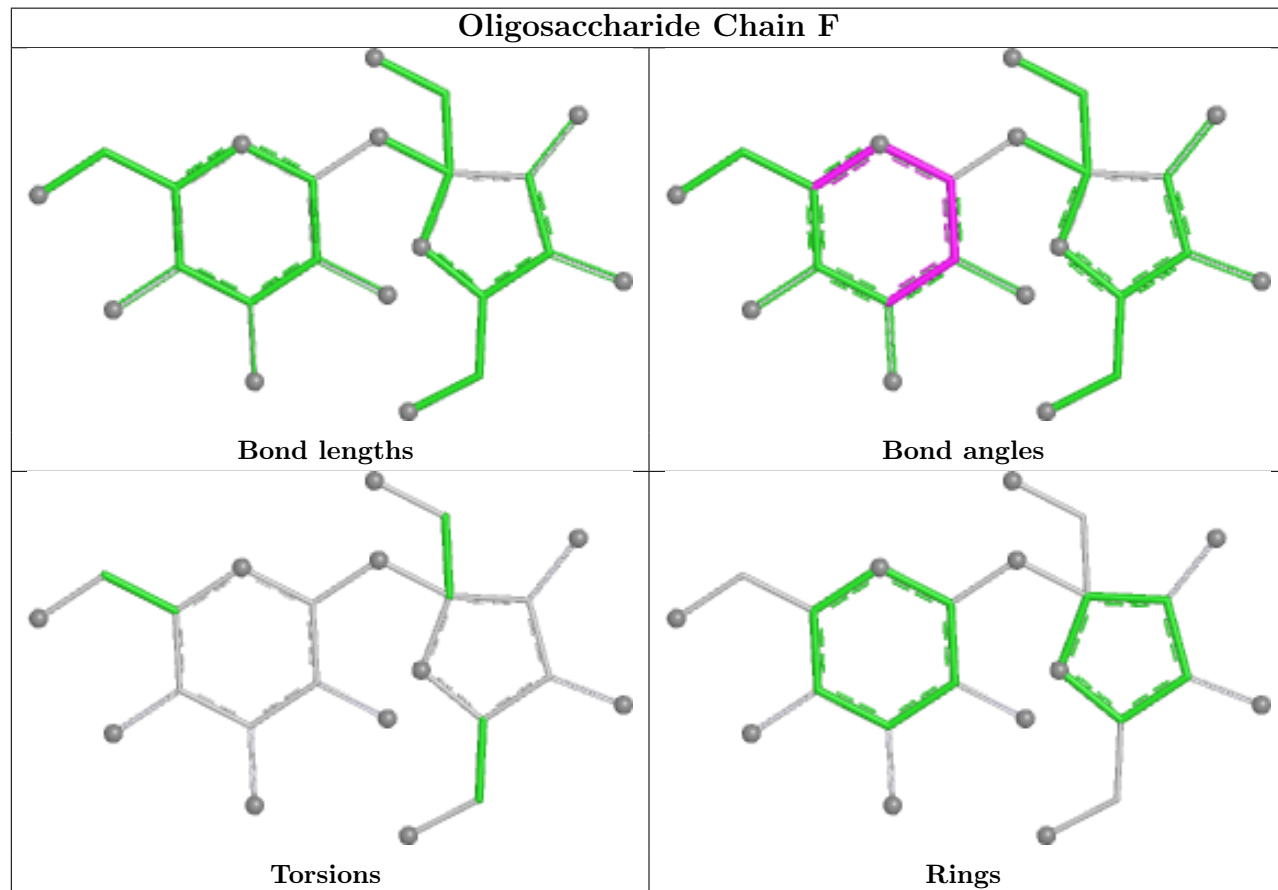 Oligosaccharide Chain F
Bond lengths
Bond angles
Torsions
Rings